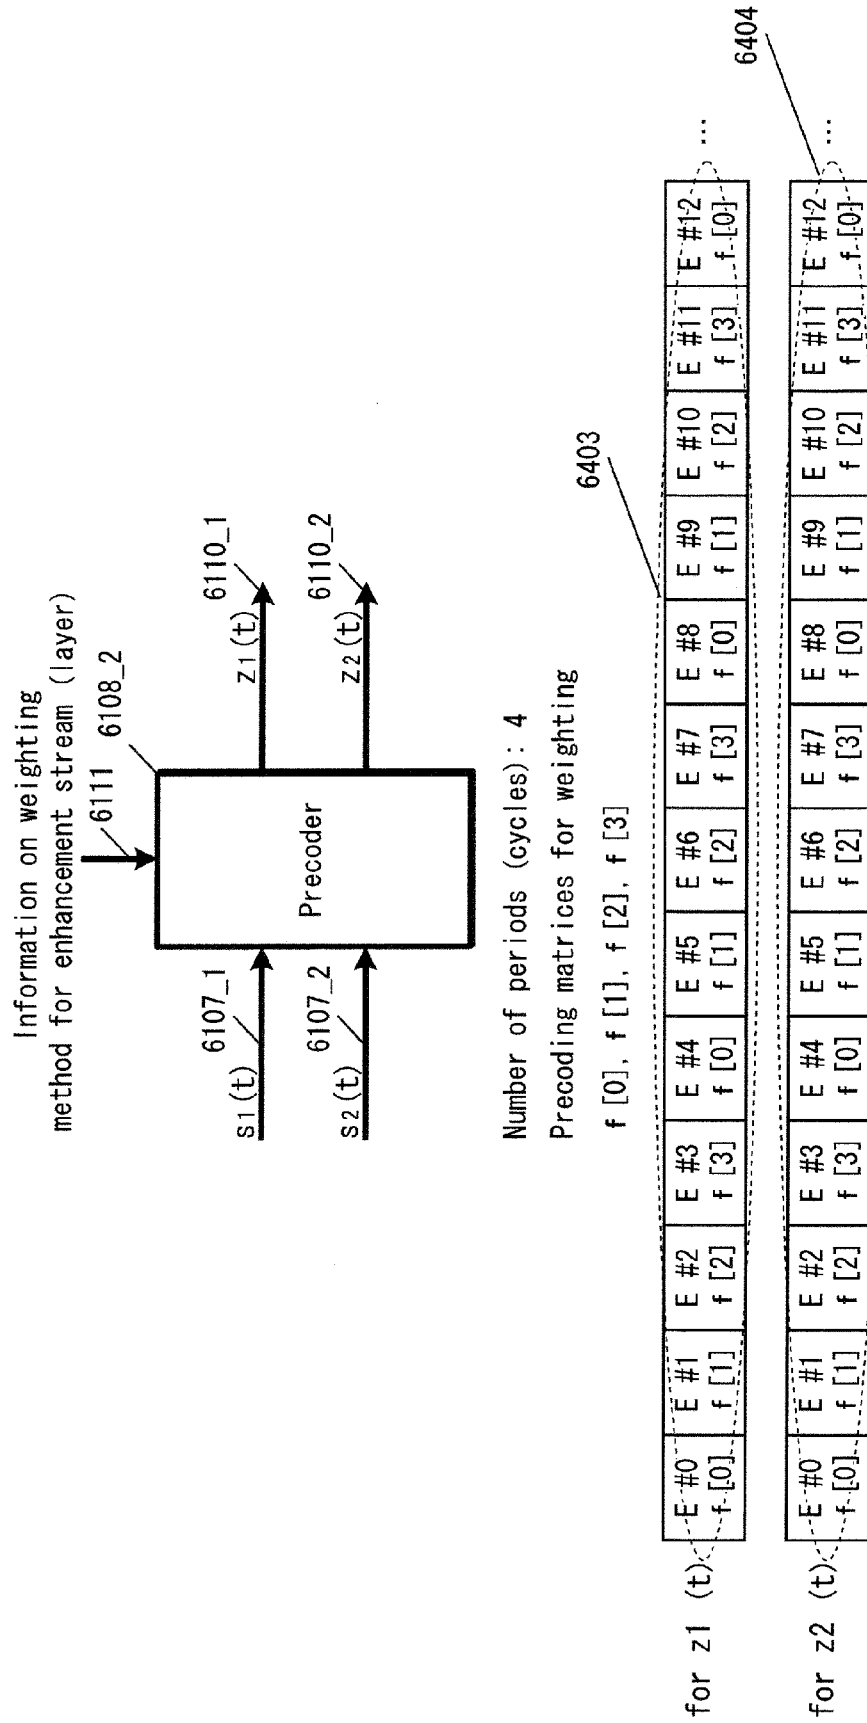 Information on weighting
method for enhancement stream (layer)
6111
6108_2
s1(t)
6107_1
s2(t)
6107_2
Precoder
z1(t)
6110_1
z2(t)
6110_2
Number of periods (cycles): 4
Precoding matrices for weighting
f [0], f [1], f [2], f [3]
6403
for z1 (t)
E #0 E #1 E #2 E #3 E #4 E #5 E #6 E #7 E #8 E #9 E #10 E #11 E #12 ...
f [0] f [1] f [2] f [3] f [0] f [1] f [2] f [3] f [0] f [1] f [2] f [3] f [0]
6404
for z2 (t)
E #0 E #1 E #2 E #3 E #4 E #5 E #6 E #7 E #8 E #9 E #10 E #11 E #12 ...
f [0] f [1] f [2] f [3] f [0] f [1] f [2] f [3] f [0] f [1] f [2] f [3] f [0]